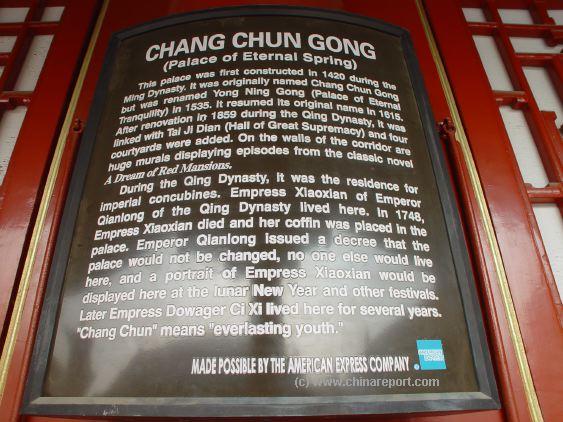 CHANG CHUN GONG
(Palace of Eternal Spring)
This palace was first constructed in 1420 during the
Ming Dynasty. It was originally named Chang Chun Gong
but was renamed Yong Ning Gong (Palace of Eternal
Tranquility) in 1535. It resumed its original name in 1615.
After renovation in 1859 during the Qing Dynasty, it was
linked with Tai Ji Dian (Hall of Great Supremacy) and four
courtyards were added. On the walls of the corridor are
huge murals displaying episodes from the classic novel
A Dream of Red Mansions.
During the Qing Dynasty, it was the residence for
imperial concubines. Empress Xiaoxian of Emperor
Qianlong of the Qing Dynasty lived here. In 1748,
Empress Xiaoxian died and her coffin was placed in the
palace. Emperor Qianlong issued a decree that the
palace would not be changed, no one else would live
here, and a portrait of Empress Xiaoxian would be
displayed here at the lunar New Year and other festivals.
Later Empress Dowager Ci Xi lived here for several years.
"Chang Chun" means "everlasting youth."
MADE POSSIBLE BY THE AMERICAN EXPRESS COMPANY
(c) www.chinareport.com